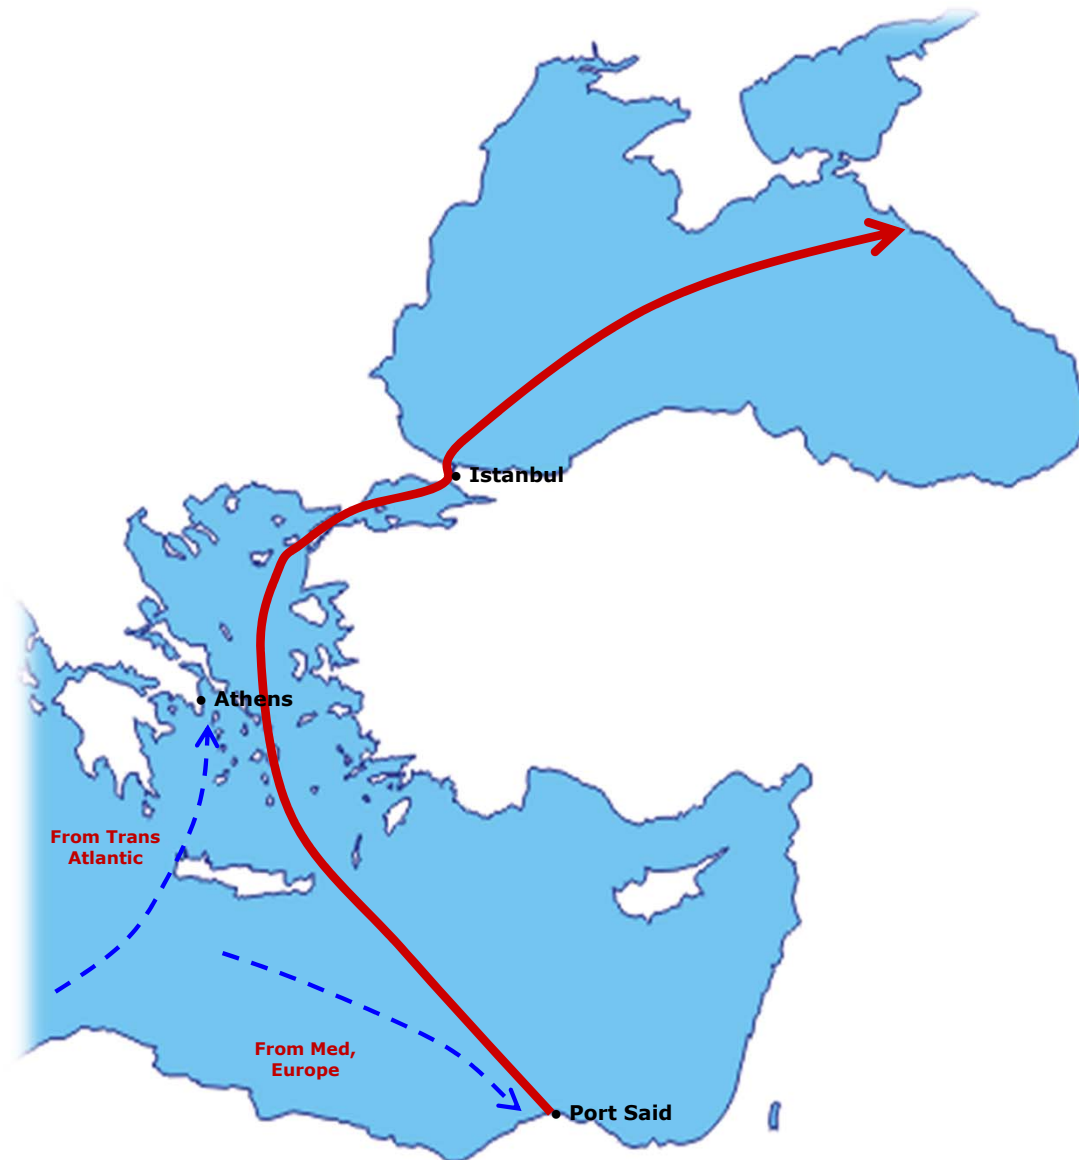 Istanbul
Athens
From Trans
Atlantic
From Med,
Europe
Port Said